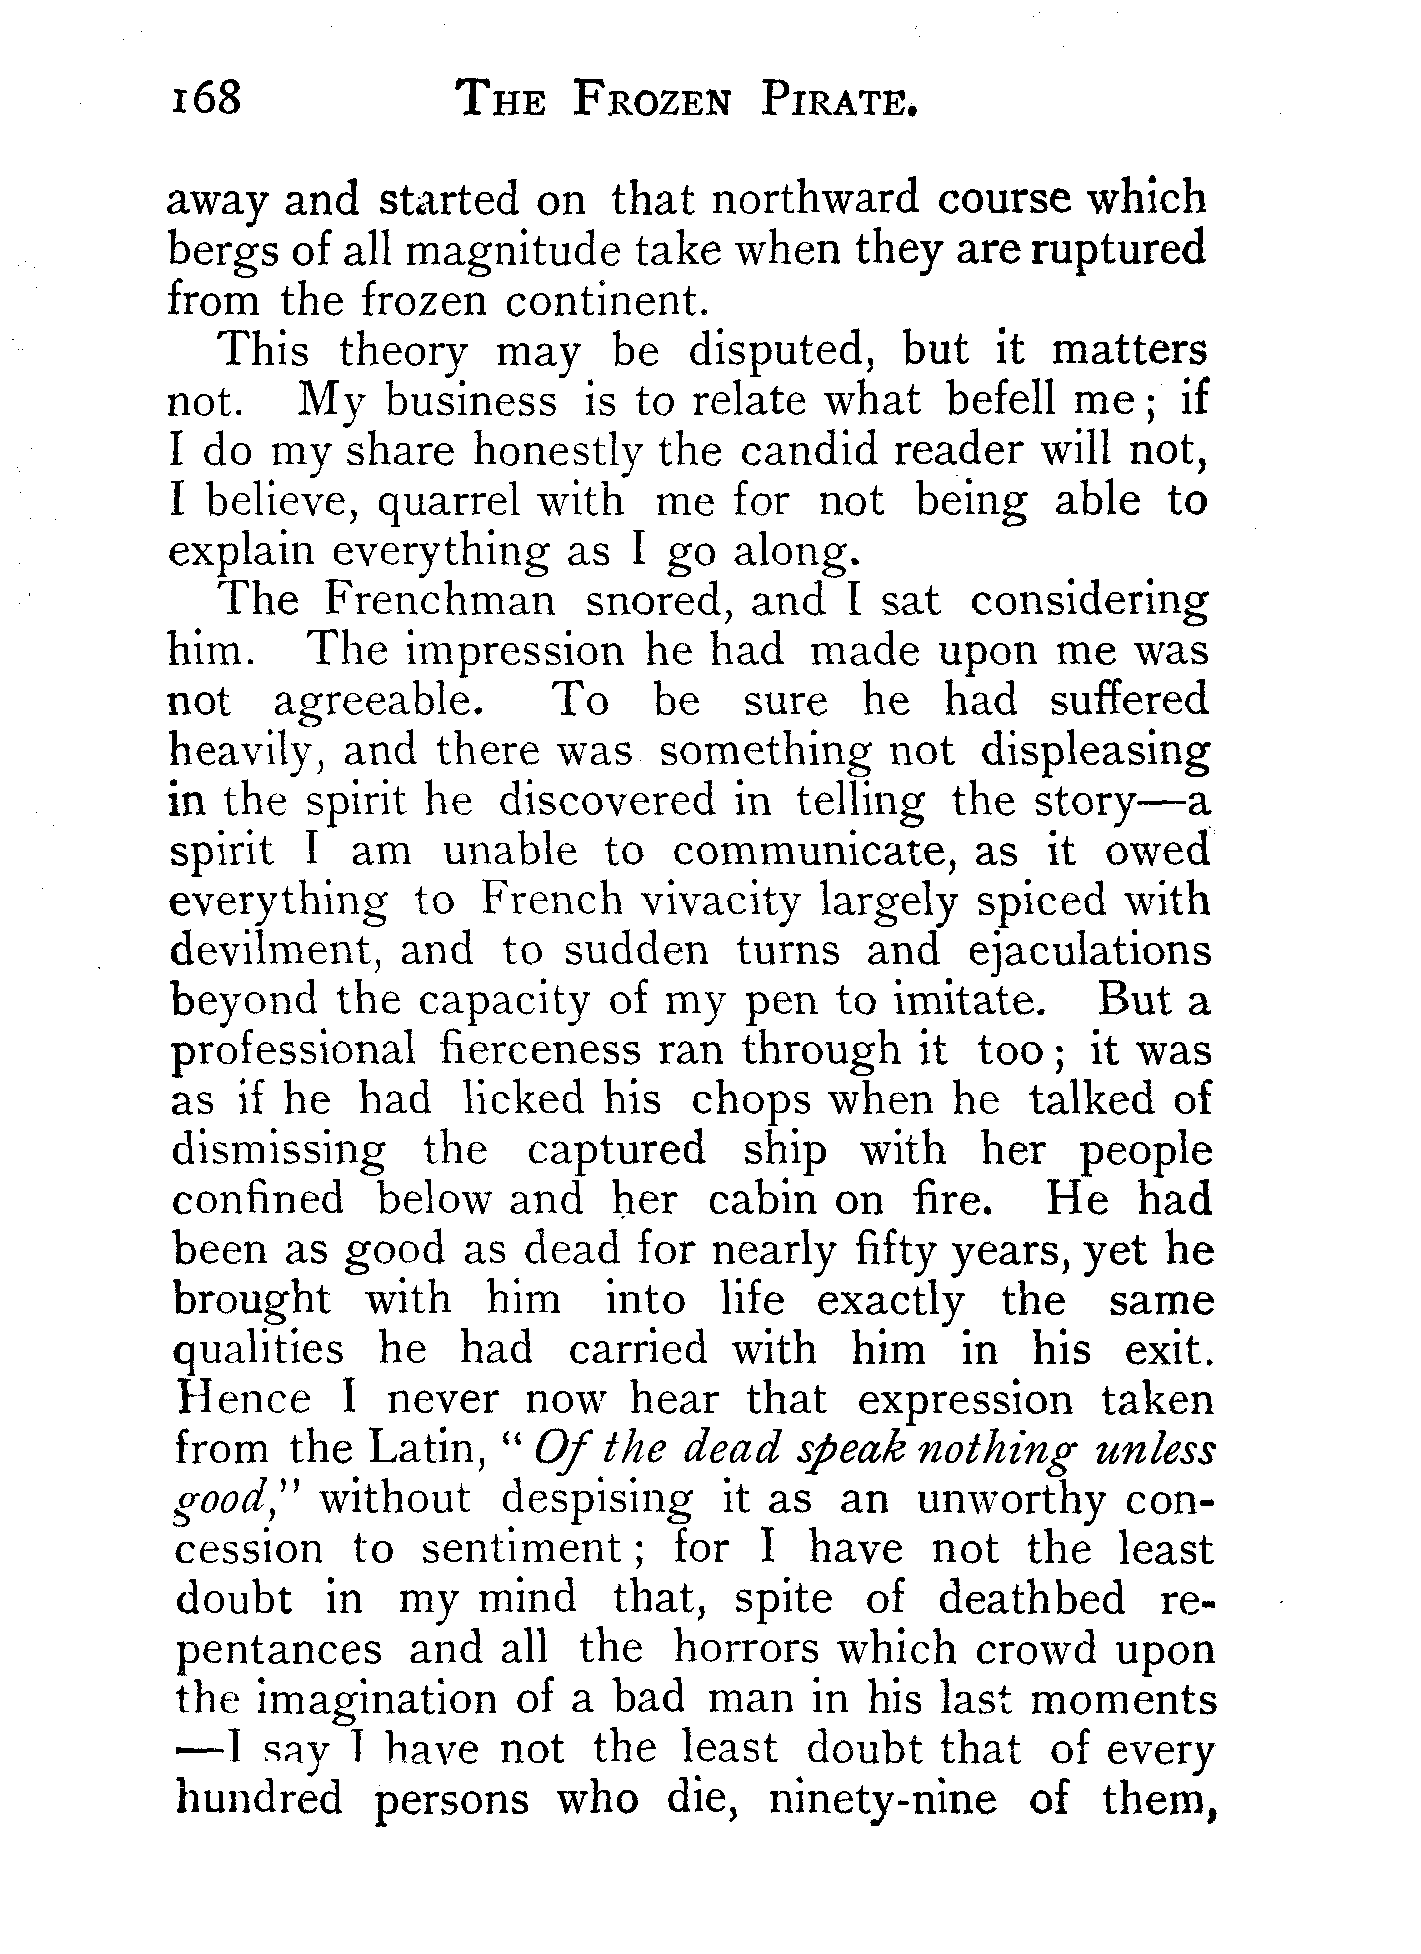 168 THE FROZEN PIRATE.
away and started on that northward course which
bergs of all magnitude take when they are ruptured
from the frozen continent.
This theory may be disputed, but it matters
not. My business is to relate what befell me; if
I do my share honestly the candid reader will not,
I believe, quarrel with me for not being able to
explain everything as I go along.
The Frenchman snored, and I sat considering
him. The impression he had made upon me was
not agreeable. To be sure he had suffered
heavily, and there was something not displeasing
in the spirit he discovered in telling the story—a
spirit I am unable to communicate, as it owed
everything to French vivacity largely spiced with
devilment, and to sudden turns and ejaculations
beyond the capacity of my pen to imitate. But a
professional fierceness ran through it too; it was
as if he had licked his chops when he talked of
dismissing the captured ship with her people
confined below and her cabin on fire. He had
been as good as dead for nearly fifty years, yet he
brought with him into life exactly the same
qualities he had carried with him in his exit.
Hence I never now hear that expression taken
from the Latin, "Of the dead speak nothing unless
good," without despising it as an unworthy con-
cession to sentiment; for I have not the least
doubt in my mind that, spite of deathbed re-
pentances and all the horrors which crowd upon
the imagination of a bad man in his last moments
—I say I have not the least doubt that of every
hundred persons who die, ninety-nine of them,